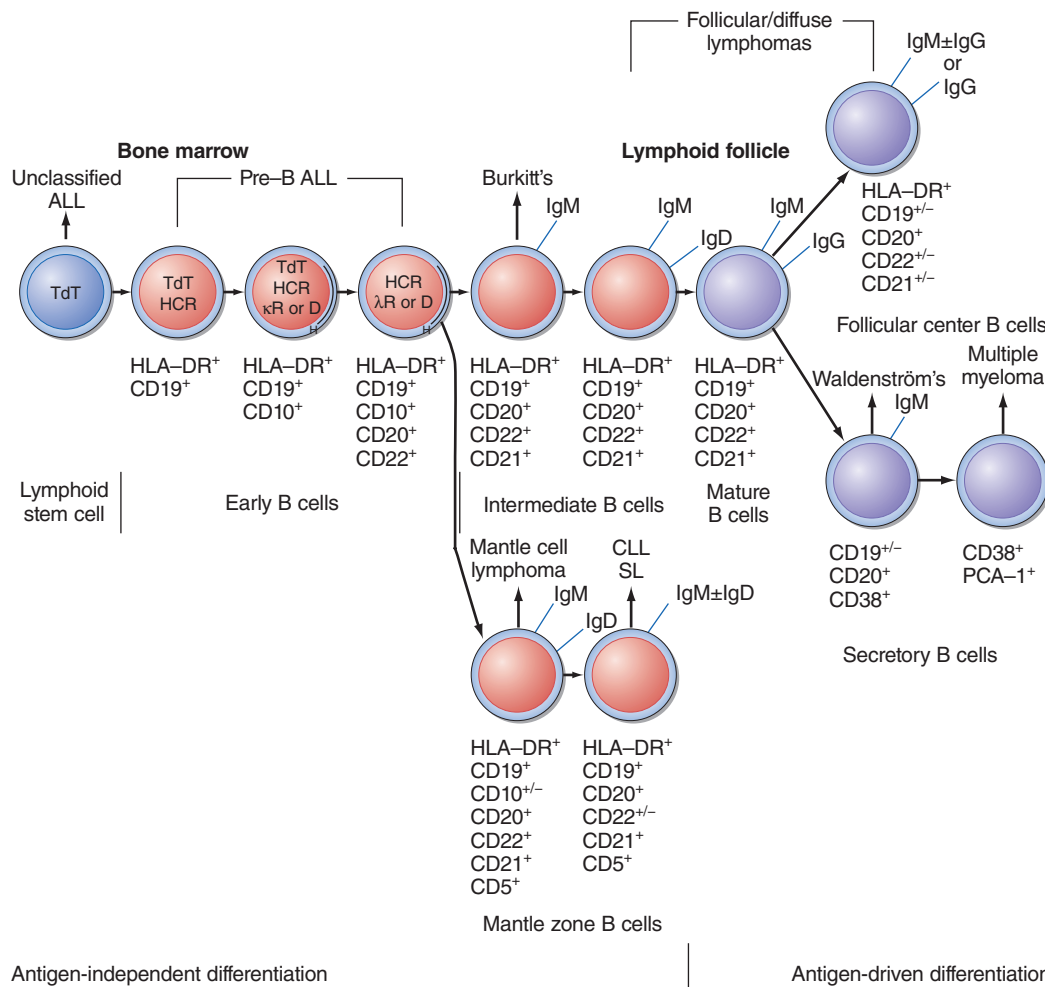 Follicular/diffuse
lymphomas
IgM±IgG
or
IgG
Bone marrow
Lymphoid follicle
Unclassified
ALL
Pre–B ALL
Burkitt's
IgM
IgM
IgD
IgM
IgG
TdT
TdT
HCR
TdT
HCR
κR or D
H
HCR
λR or D
H
HLA–DR⁺
CD19⁺/⁻
CD20⁺
CD22⁺/⁻
CD21⁺/⁻
Follicular center B cells
HLA–DR⁺
CD19⁺
HLA–DR⁺
CD19⁺
CD10⁺
HLA–DR⁺
CD19⁺
CD10⁺
CD20⁺
CD22⁺
HLA–DR⁺
CD19⁺
CD20⁺
CD22⁺
CD21⁺
HLA–DR⁺
CD19⁺
CD20⁺
CD22⁺
CD21⁺
HLA–DR⁺
CD19⁺
CD20⁺
CD22⁺
CD21⁺
Waldenström's
IgM
Multiple
myeloma
Lymphoid
stem cell
Early B cells
Intermediate B cells
Mature
B cells
CD19⁺/⁻
CD20⁺
CD38⁺
CD38⁺
PCA–1⁺
Secretory B cells
Mantle cell
lymphoma
IgM
IgD
CLL
SL
IgM±IgD
HLA–DR⁺
CD19⁺
CD10⁺/⁻
CD20⁺
CD22⁺
CD21⁺
CD5⁺
HLA–DR⁺
CD19⁺
CD20⁺
CD22⁺/⁻
CD21⁺
CD5⁺
Mantle zone B cells
Antigen-independent differentiation
Antigen-driven differentiation